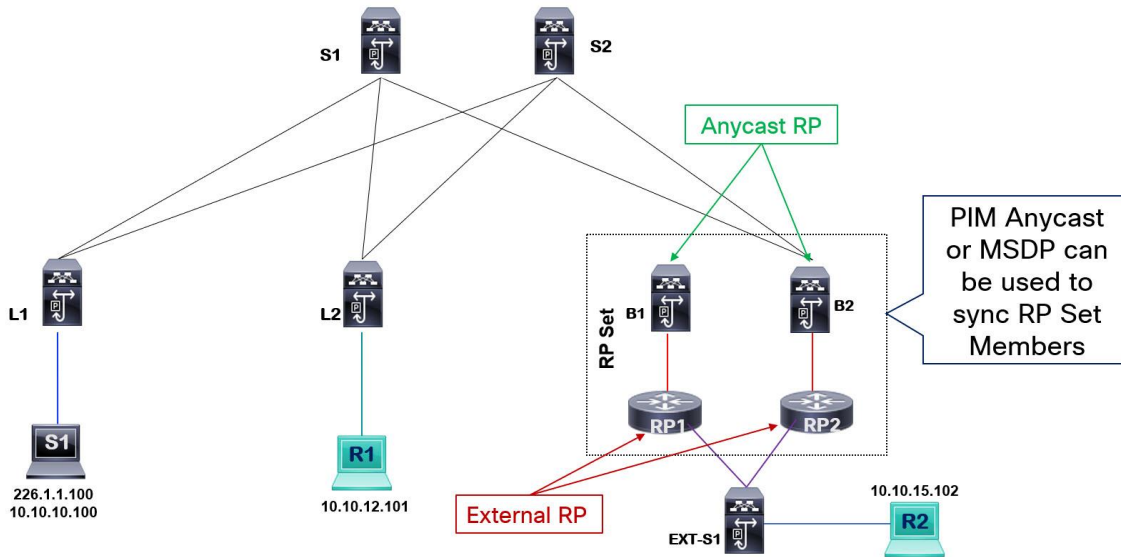 S1
S2
Anycast RP
PIM Anycast
or MSDP can
be used to
sync RP Set
Members
L1
L2
B1
B2
RP Set
RP1
RP2
S1
226.1.1.100
10.10.10.100
R1
10.10.12.101
External RP
EXT-S1
10.10.15.102
R2
P
P
P
P
P
P
P